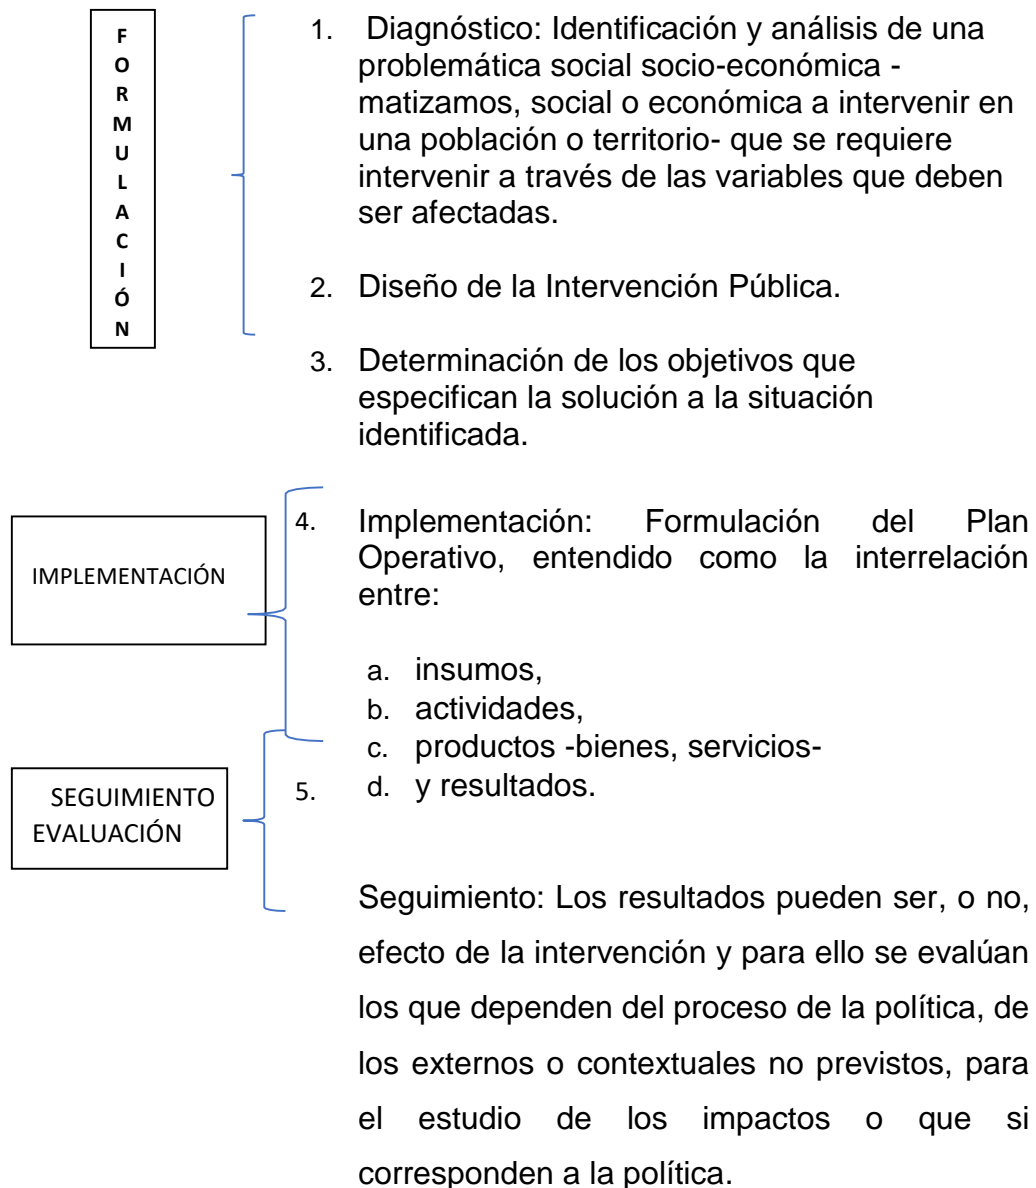 FORMULACIÓN
1. Diagnóstico: Identificación y análisis de una
problemática social socio-económica -
matizamos, social o económica a intervenir en
una población o territorio- que se requiere
intervenir a través de las variables que deben
ser afectadas.
2. Diseño de la Intervención Pública.
3. Determinación de los objetivos que
especifican la solución a la situación
identificada.
IMPLEMENTACIÓN
4. Implementación: Formulación del Plan
Operativo, entendido como la interrelación
entre:
a. insumos,
b. actividades,
c. productos -bienes, servicios-
d. y resultados.
SEGUIMIENTO
EVALUACIÓN
5.
Seguimiento: Los resultados pueden ser, o no,
efecto de la intervención y para ello se evalúan
los que dependen del proceso de la política, de
los externos o contextuales no previstos, para
el estudio de los impactos o que si
corresponden a la política.